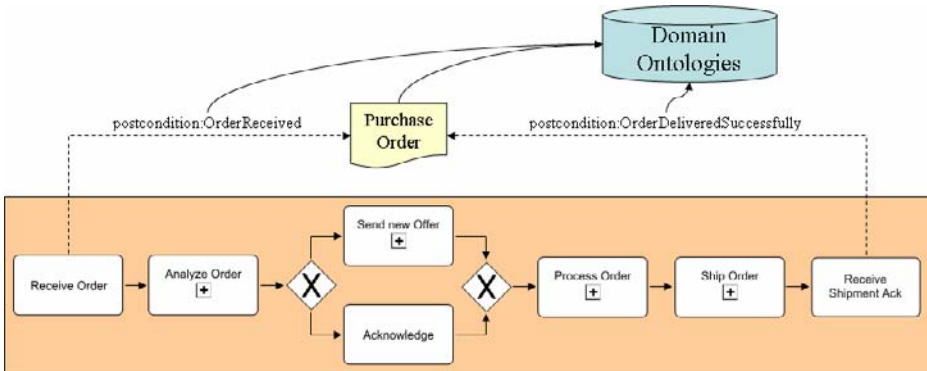 Domain
Ontologies
postcondition:OrderReceived
Purchase
Order
postcondition:OrderDeliveredSuccessfully
Send new Offer
Receive Order
Analyze Order
X
X
Process Order
Ship Order
Receive
Shipment Ack
Acknowledge